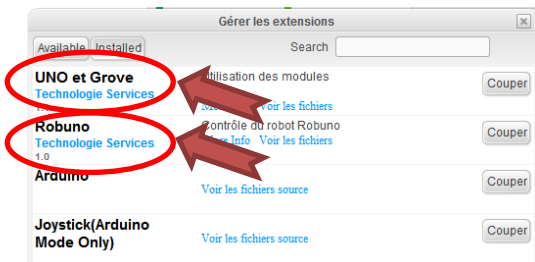 Gérer les extensions
Available Installed Search
UNO et Grove
Utilisation des modules
Technologie Services
Voir les fichiers
Couper
Robuno
Contrôle du robot Robuno
Technologie Services
More Info Voir les fichiers
1.0
Couper
Arduino
Voir les fichiers source
Couper
Joystick(Arduino
Mode Only)
Voir les fichiers source
Couper